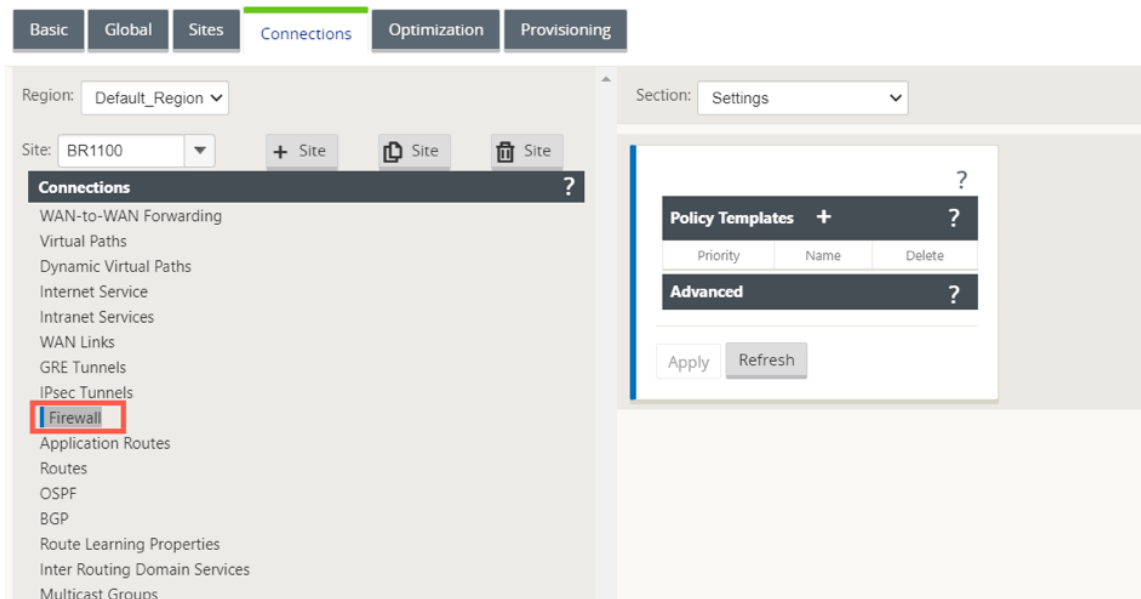 Basic Global Sites Connections Optimization Provisioning
Region: Default_Region
Site: BR1100 + Site Site Site
Connections ?
WAN-to-WAN Forwarding
Virtual Paths
Dynamic Virtual Paths
Internet Service
Intranet Services
WAN Links
GRE Tunnels
IPsec Tunnels
Firewall
Application Routes
Routes
OSPF
BGP
Route Learning Properties
Inter Routing Domain Services
Multicast Groups
Section: Settings
?
Policy Templates + ?
Priority Name Delete
Advanced ?
Apply Refresh